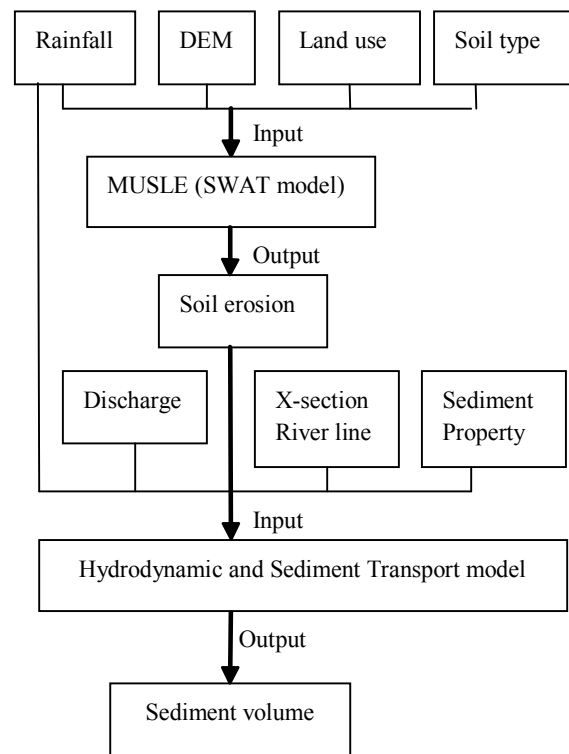 Rainfall
DEM
Land use
Soil type
Input
MUSLE (SWAT model)
Output
Soil erosion
Discharge
X-section
River line
Sediment
Property
Input
Hydrodynamic and Sediment Transport model
Output
Sediment volume